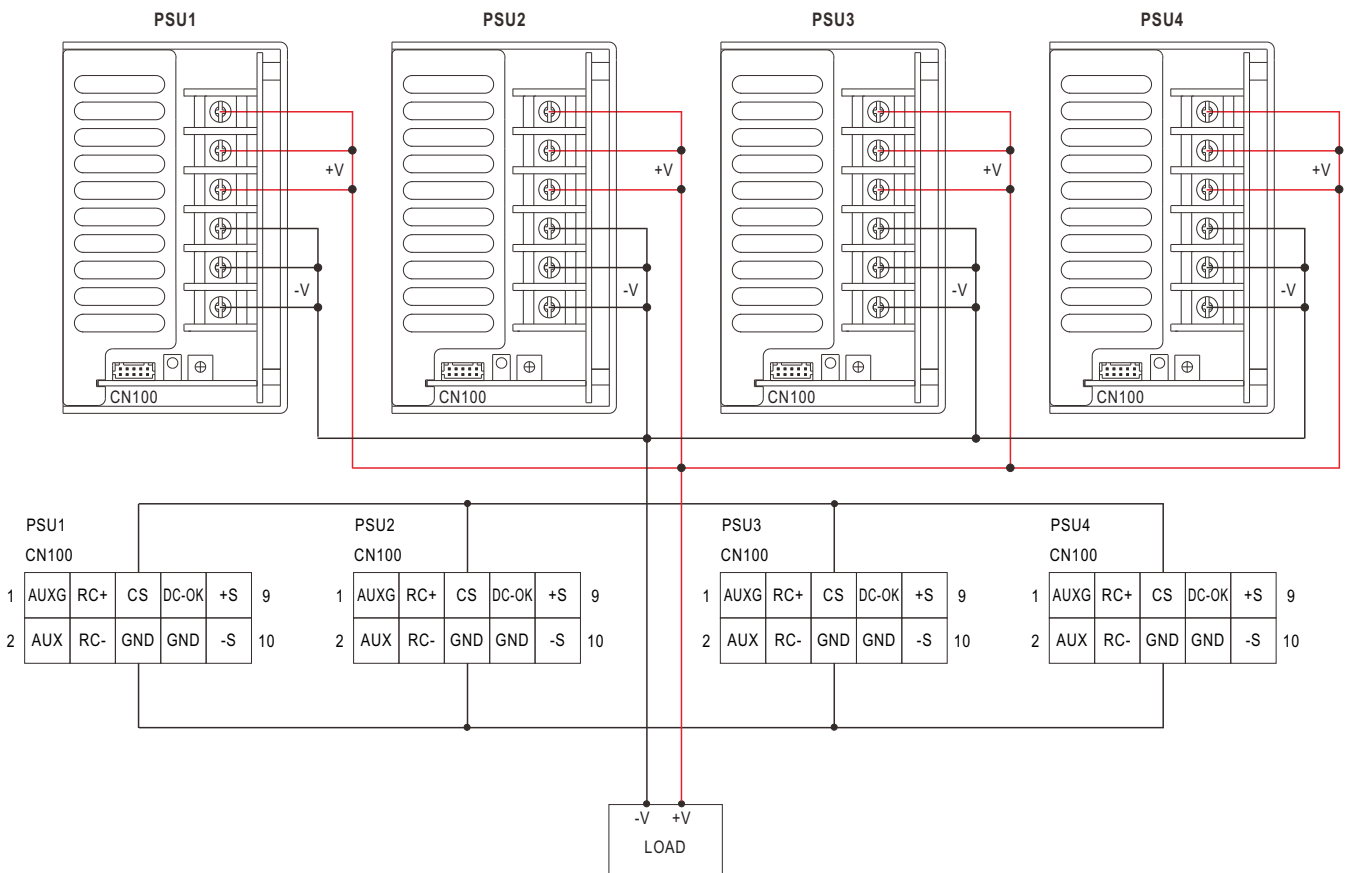 PSU1 PSU2 PSU3 PSU4
+V +V +V +V
-V -V -V -V
CN100 CN100 CN100 CN100
PSU1 PSU2 PSU3 PSU4
CN100 CN100 CN100 CN100
1 AUXG RC+ CS DC-OK +S 9 1 AUXG RC+ CS DC-OK +S 9 1 AUXG RC+ CS DC-OK +S 9 1 AUXG RC+ CS DC-OK +S 9
2 AUX RC- GND GND -S 10 2 AUX RC- GND GND -S 10 2 AUX RC- GND GND -S 10 2 AUX RC- GND GND -S 10
-V +V
LOAD